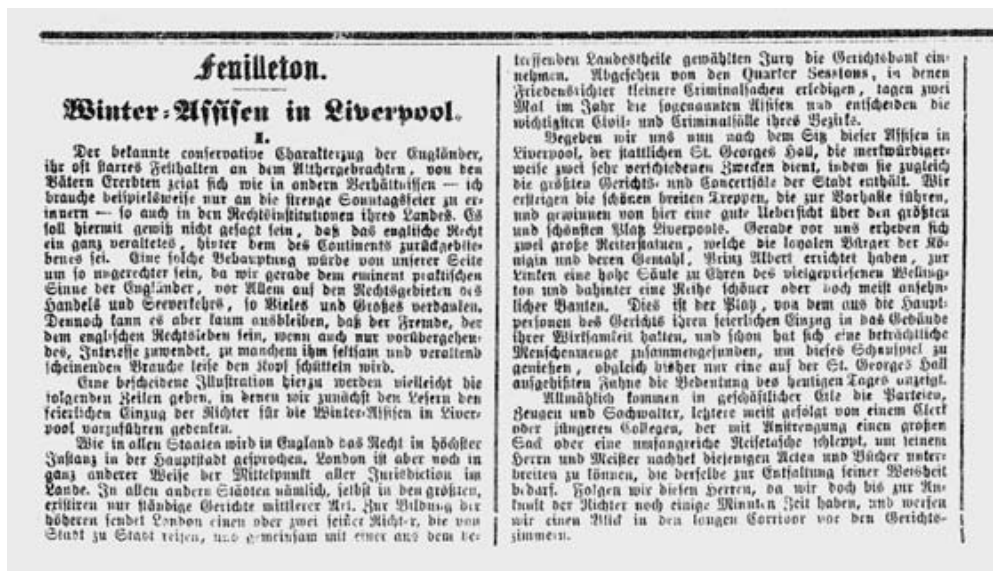 Feuilleton.
Winter-Assisen in Liverpool.
I.
Der bekannte conservative Charakterzug der Engländer,
ihr oft starres Festhalten an dem Althergebrachten, von den
Vätern Ererbten zeigt sich wie in andern Verhältnissen — ich
brauche beispielsweise nur an die strenge Sonntagsfeier zu er-
innern — so auch in den Rechtsinstitutionen ihres Landes. Es
soll hiermit gewiß nicht gesagt sein, daß das englische Recht
ein ganz veraltetes, hinter dem des Continents zurückgeblie-
benes sei. Eine solche Behauptung würde von unserer Seite
um so ungerechter sein, da wir gerade dem eminent praktischen
Sinne der Engländer, vor Allem auf den Rechtsgebieten des
Handels und Seeverkehrs, so Vieles und Großes verdanken.
Dennoch kann es aber kaum ausbleiben, daß der Fremde, der
dem englischen Rechtsleben sein, wenn auch nur vorübergehen-
des, Interesse zuwendet, zu manchem ihm seltsam und veraltend
scheinenden Brauche leise den Kopf schütteln wird.
Eine bescheidene Illustration hierzu werden vielleicht die
folgenden Zeilen geben, in denen wir zunächst den Lesern den
feierlichen Einzug der Richter für die Winter-Assisen in Liver-
pool vorzuführen gedenken.
Wie in allen Staaten wird in England das Recht in höchster
Instanz in der Hauptstadt gesprochen. London ist aber noch in
ganz anderer Weise der Mittelpunkt aller Jurisdiction im
Lande. In allen andern Städten nämlich, selbst in den größten,
existiren nur ständige Gerichte mittlerer Art. Zur Bildung der
höheren sendet London einen oder zwei seiner Richter, die von
Stadt zu Stadt reisen, und gemeinsam mit einer aus dem be-
treffenden Landestheile gewählten Jury die Gerichtsbank ein-
nehmen. Abgesehen von den Quarter Sessions, in denen
Friedensrichter kleinere Criminalsachen erledigen, tagen zwei
Mal im Jahr die sogenannten Assisen und entscheiden die
wichtigsten Civil- und Criminalfälle ihres Bezirks.
Begeben wir uns nun nach dem Sitz dieser Assisen in
Liverpool, der stattlichen St. Georges Hall, die merkwürdiger-
weise zwei sehr verschiedenen Zwecken dient, indem sie zugleich
die größten Gerichts- und Concertsäle der Stadt enthält. Wir
ersteigen die schönen breiten Treppen, die zur Vorhalle führen,
und gewinnen von hier eine gute Uebersicht über den größten
und schönsten Platz Liverpools. Gerade vor uns erheben sich
zwei große Reiterstatuen, welche die loyalen Bürger der Kö-
nigin und deren Gemahl, Prinz Albert errichtet haben, zur
Linken eine hohe Säule zu Ehren des vielgepriesenen Welling-
ton und dahinter eine Reihe schöner oder doch meist ansehn-
licher Bauten. Dies ist der Platz, von dem aus die Haupt-
personen des Gerichts ihren feierlichen Einzug in das Gebäude
ihrer Wirksamkeit halten, und schon hat sich eine beträchtliche
Menschenmenge zusammengefunden, um dieses Schauspiel zu
genießen, obgleich bisher nur eine auf der St. Georges Hall
aufgehißten Fahne die Bedeutung des heutigen Tages anzeigt.
Allmählich kommen in geschäftlicher Eile die Parteien,
Zeugen und Sachwalter, letztere meist gefolgt von einem Clerk
oder jüngeren Collegen, der mit Anstrengung einen großen
Sack oder eine umfangreiche Reisetasche schleppt, um seinem
Herrn und Meister nachher diejenigen Acten und Bücher unter-
breiten zu können, die derselbe zur Entfaltung seiner Weisheit
bedarf. Folgen wir diesen Herren, da wir doch bis zur An-
kunft der Richter noch einige Minuten Zeit haben, und werfen
wir einen Blick in den langen Corridor vor den Gerichts-
zimmern.